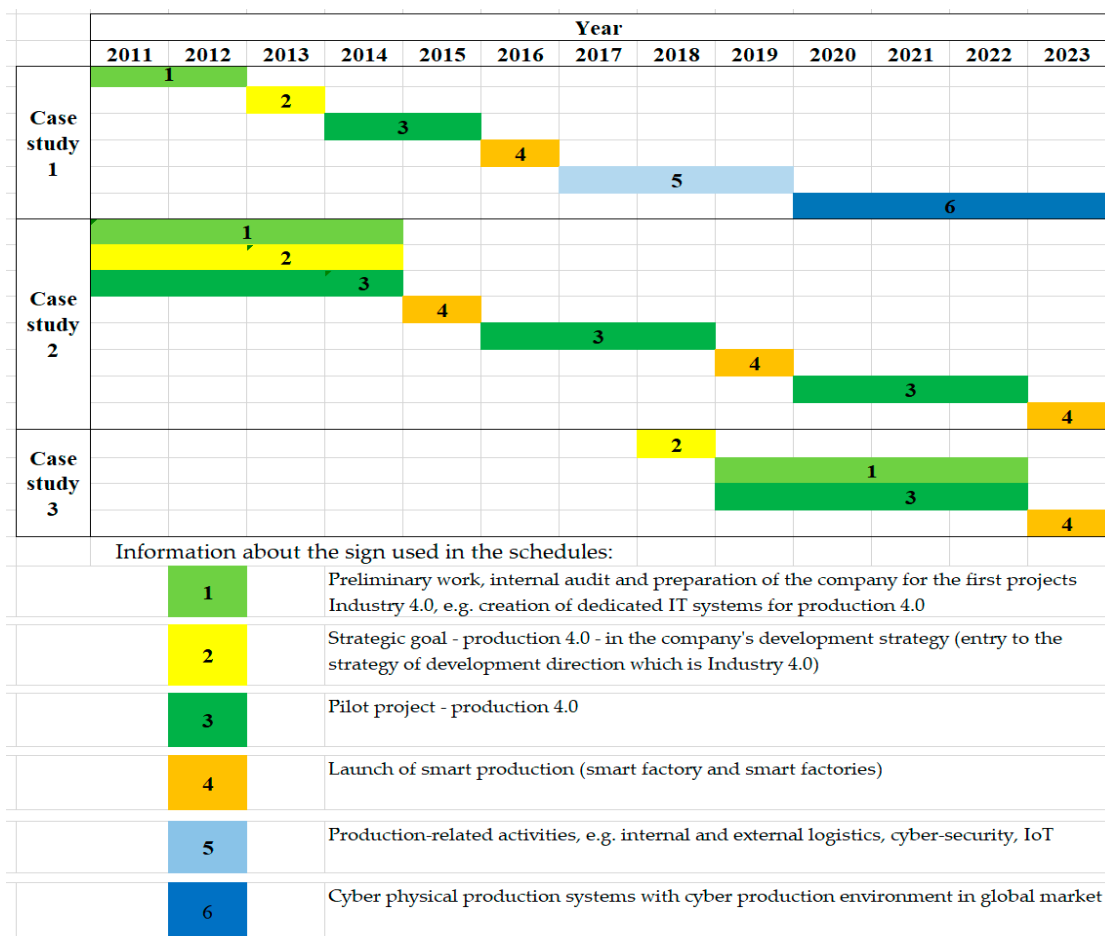 Year
2011 2012 2013 2014 2015 2016 2017 2018 2019 2020 2021 2022 2023
Case
study
1
1
2
3
4
5
6
Case
study
2
1
2
3
4
3
4
3
4
Case
study
3
2
1
3
4
Information about the sign used in the schedules:
1
Preliminary work, internal audit and preparation of the company for the first projects
Industry 4.0, e.g. creation of dedicated IT systems for production 4.0
2
Strategic goal - production 4.0 - in the company's development strategy (entry to the
strategy of development direction which is Industry 4.0)
3
Pilot project - production 4.0
4
Launch of smart production (smart factory and smart factories)
5
Production-related activities, e.g. internal and external logistics, cyber-security, IoT
6
Cyber physical production systems with cyber production environment in global market